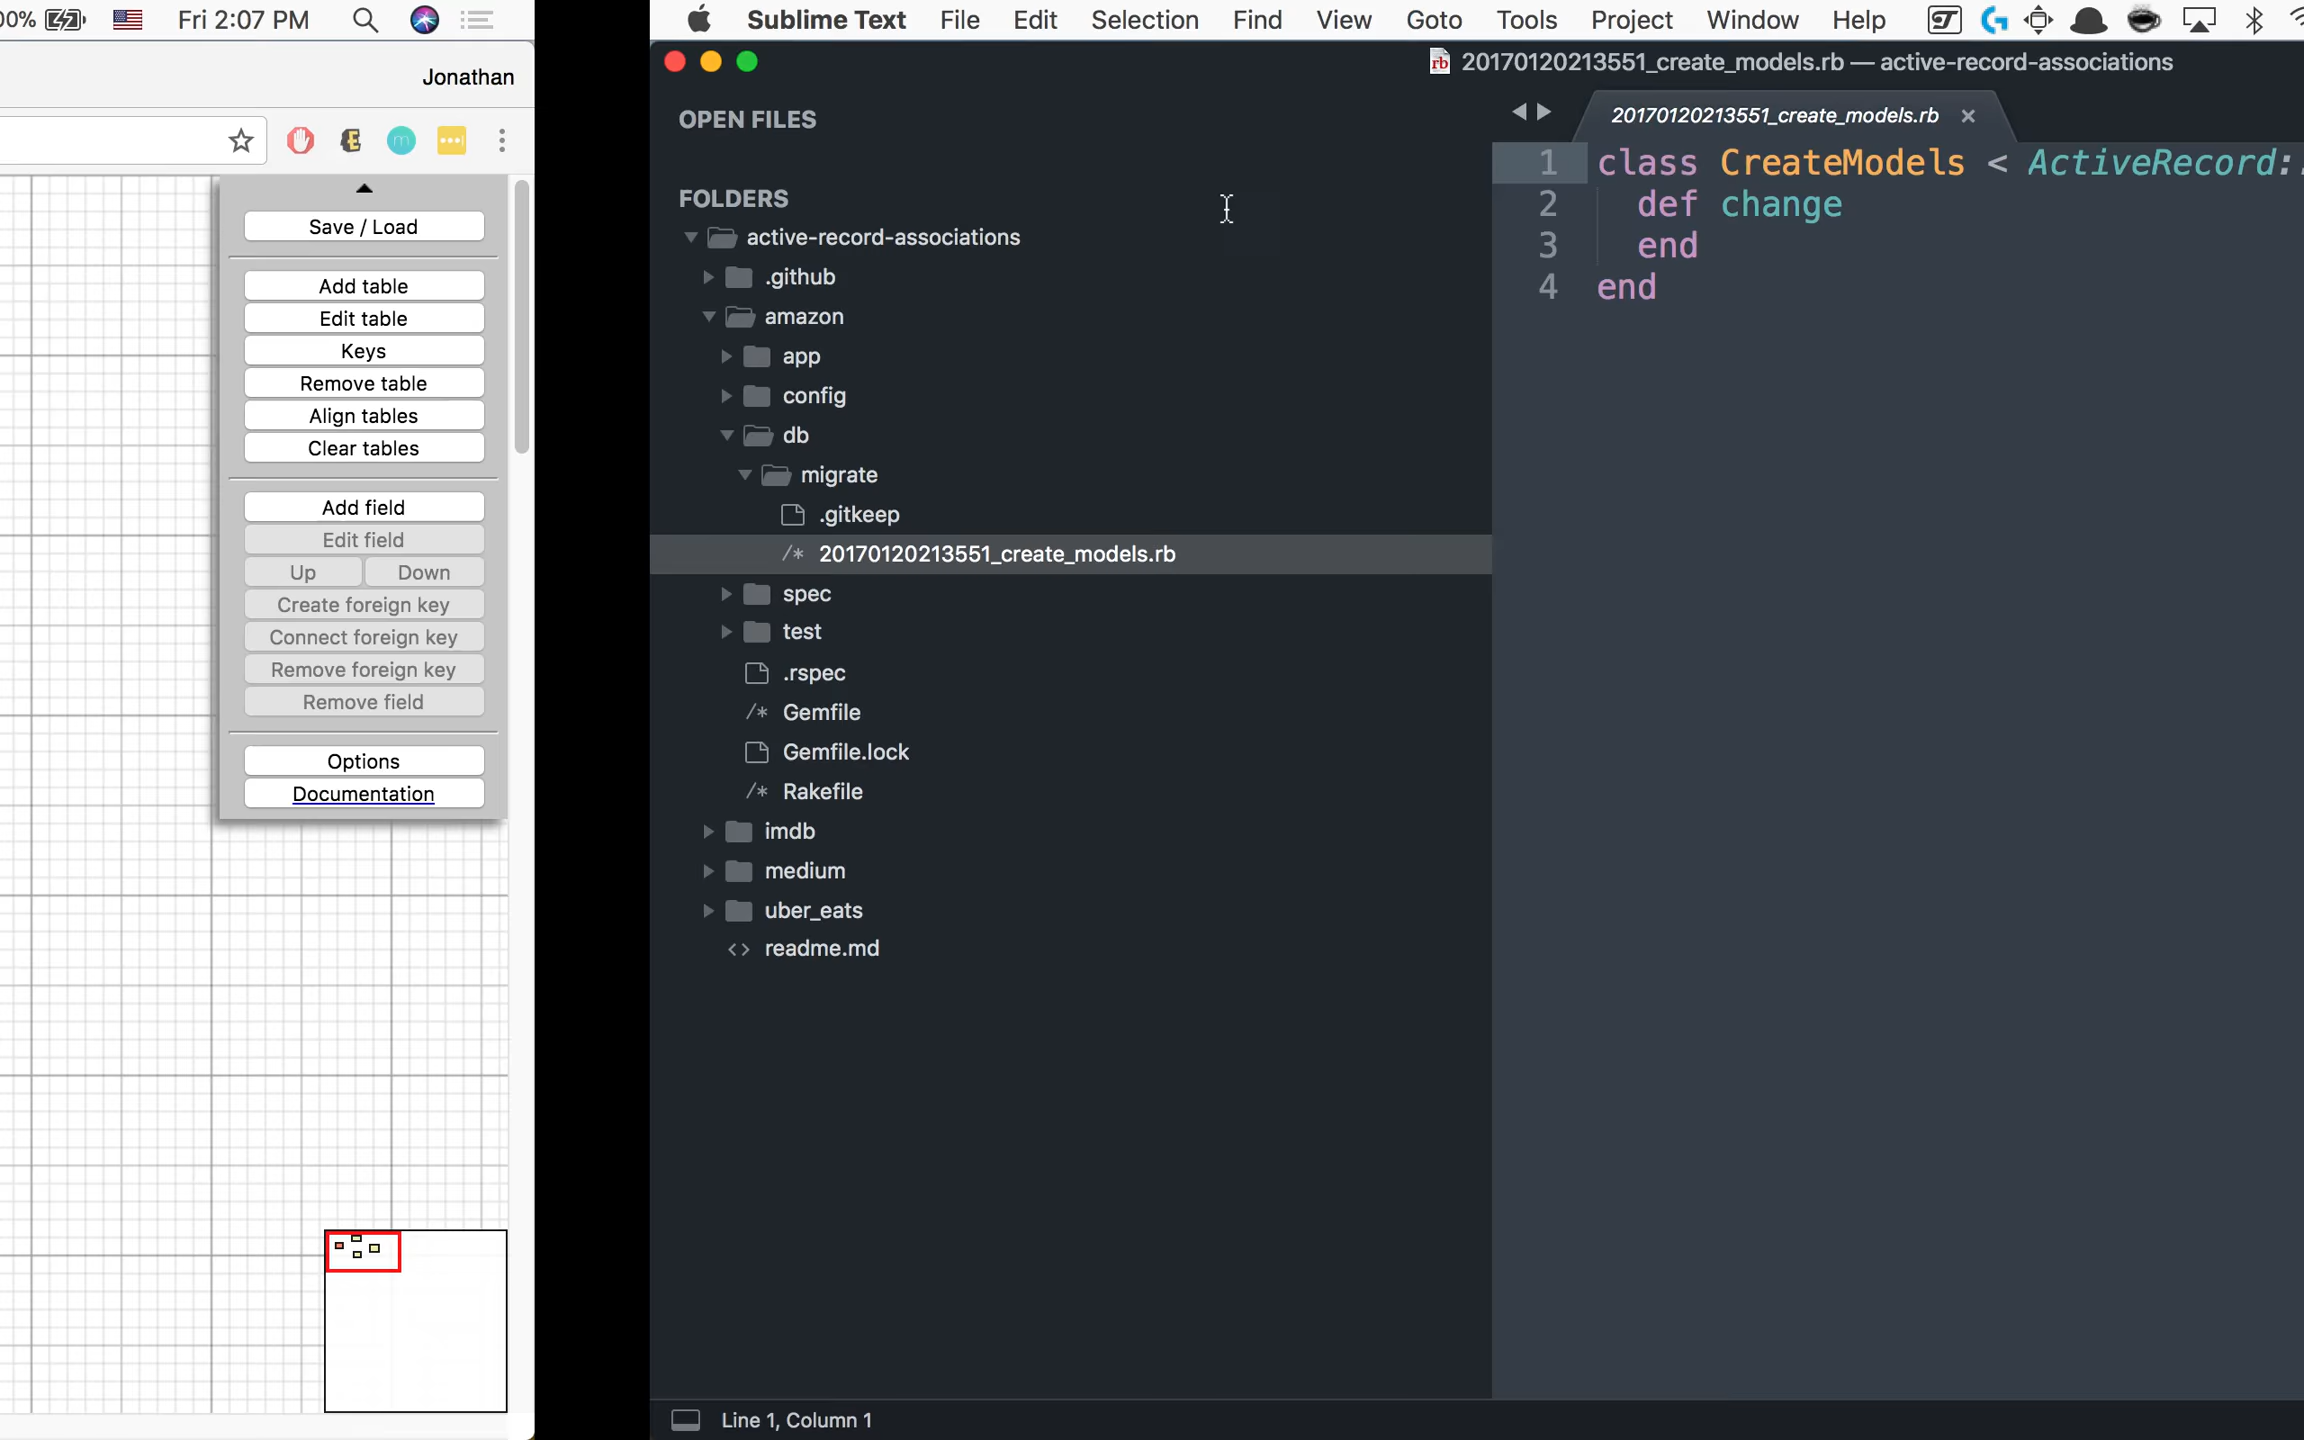 00%
Fri 2:07 PM
Jonathan
Save / Load
Add table
Edit table
Keys
Remove table
Align tables
Clear tables
Add field
Edit field
Up
Down
Create foreign key
Connect foreign key
Remove foreign key
Remove field
Options
Documentation
Sublime Text File Edit Selection Find View Goto Tools Project Window Help
rb 20170120213551_create_models.rb — active-record-associations
OPEN FILES
FOLDERS
active-record-associations
.github
amazon
app
config
db
migrate
.gitkeep
/* 20170120213551_create_models.rb
spec
test
.rspec
/* Gemfile
Gemfile.lock
/* Rakefile
imdb
medium
uber_eats
<> readme.md
20170120213551_create_models.rb ×
1 class CreateModels < ActiveRecord::
2 def change
3 end
4 end
Line 1, Column 1